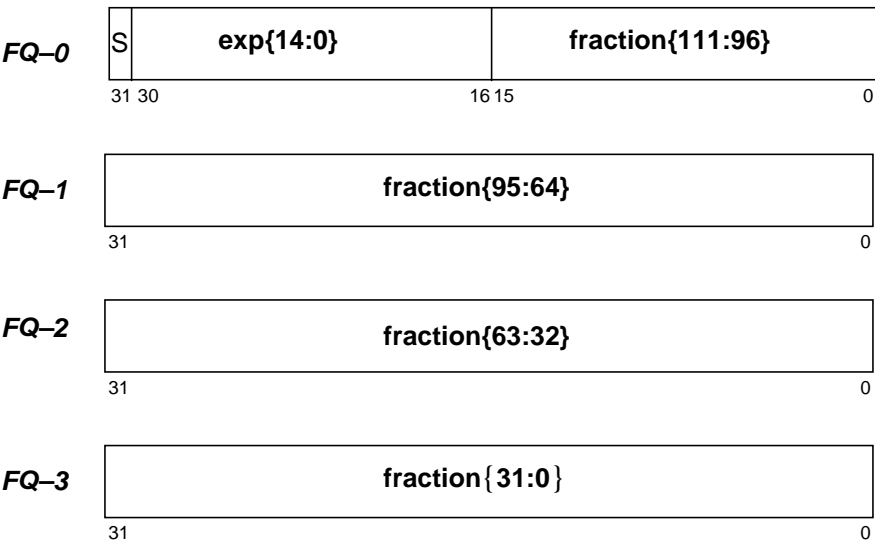 FQ–0 S exp{14:0} fraction{111:96}
31 30 16 15 0
FQ–1 fraction{95:64}
31 0
FQ–2 fraction{63:32}
31 0
FQ–3 fraction{31:0}
31 0